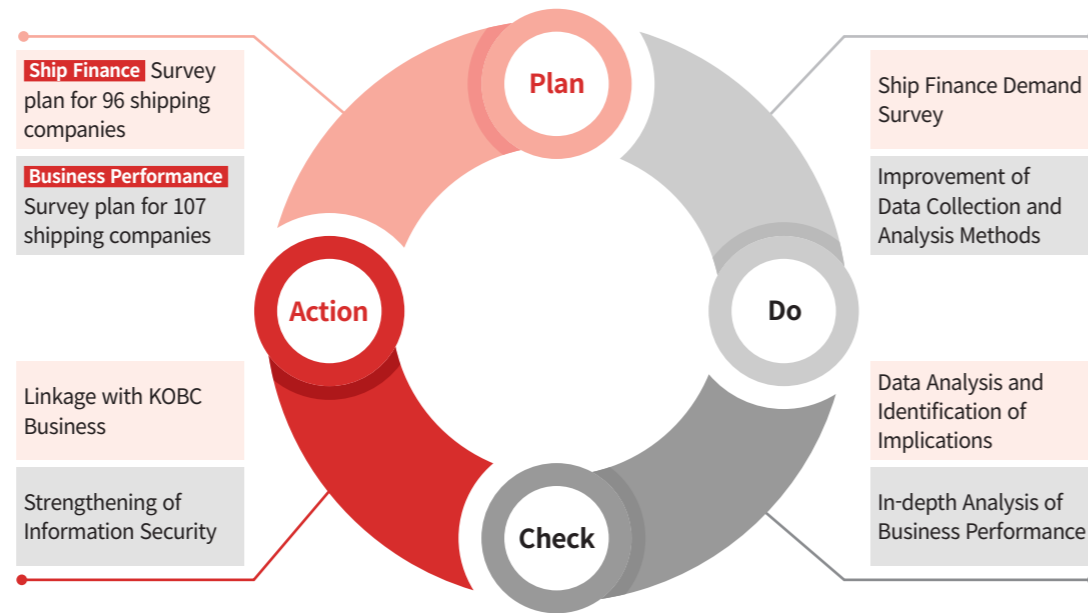 Ship Finance Survey
plan for 96 shipping
companies
Business Performance
Survey plan for 107
shipping companies
Plan
Ship Finance Demand
Survey
Improvement of
Data Collection and
Analysis Methods
Action
Do
Linkage with KOBC
Business
Strengthening of
Information Security
Check
Data Analysis and
Identification of
Implications
In-depth Analysis of
Business Performance